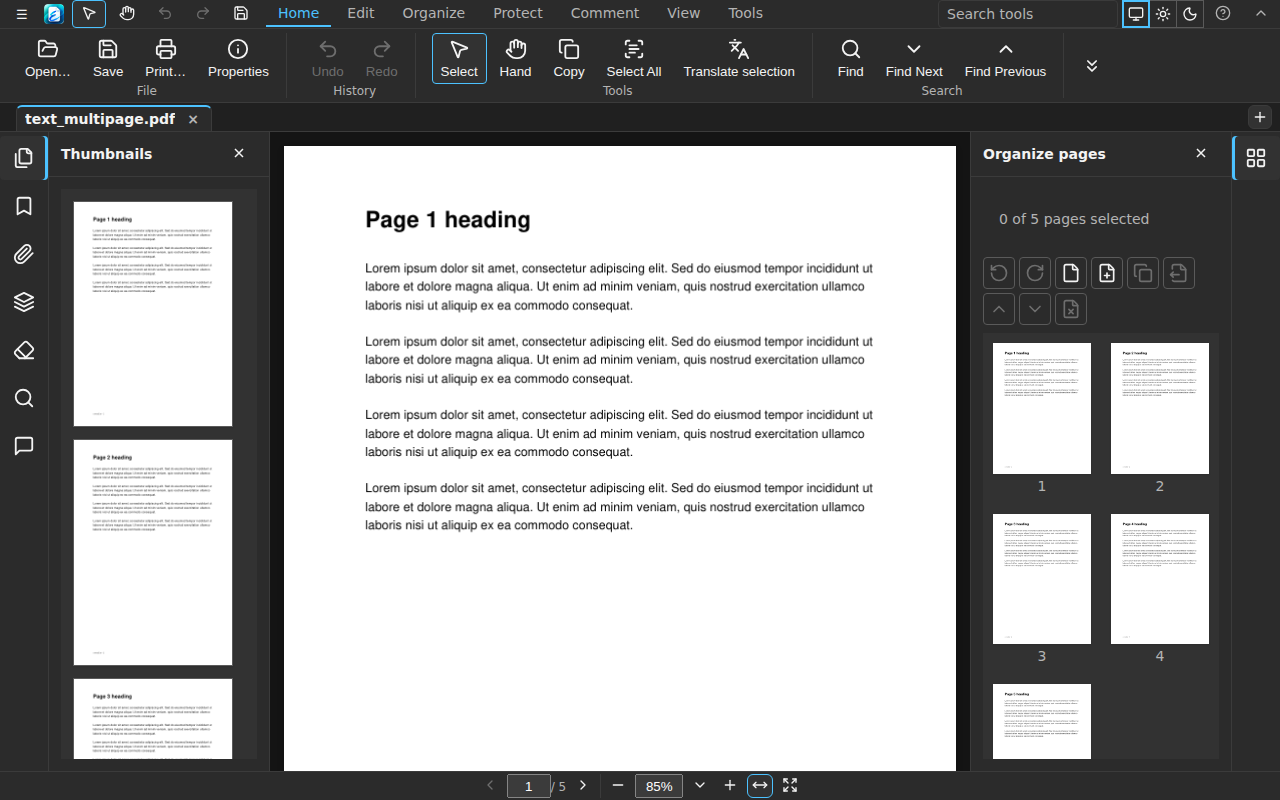 Home Edit Organize Protect Comment View Tools Search tools
Open... Save Print... Properties Undo Redo Select Hand Copy Select All Translate selection Find Find Next Find Previous
File History Tools Search
text_multipage.pdf
Thumbnails
Page 1 heading
Page 2 heading
Page 3 heading
Page 1 heading
Lorem ipsum dolor sit amet, consectetur adipiscing elit. Sed do eiusmod tempor incididunt ut
labore et dolore magna aliqua. Ut enim ad minim veniam, quis nostrud exercitation ullamco
laboris nisi ut aliquip ex ea commodo consequat.
Lorem ipsum dolor sit amet, consectetur adipiscing elit. Sed do eiusmod tempor incididunt ut
labore et dolore magna aliqua. Ut enim ad minim veniam, quis nostrud exercitation ullamco
laboris nisi ut aliquip ex ea commodo consequat.
Lorem ipsum dolor sit amet, consectetur adipiscing elit. Sed do eiusmod tempor incididunt ut
labore et dolore magna aliqua. Ut enim ad minim veniam, quis nostrud exercitation ullamco
laboris nisi ut aliquip ex ea commodo consequat.
Lorem ipsum dolor sit amet, consectetur adipiscing elit. Sed do eiusmod tempor incididunt ut
labore et dolore magna aliqua. Ut enim ad minim veniam, quis nostrud exercitation ullamco
laboris nisi ut aliquip ex ea commodo consequat.
Organize pages
0 of 5 pages selected
1 2
3 4
1 / 5 85%